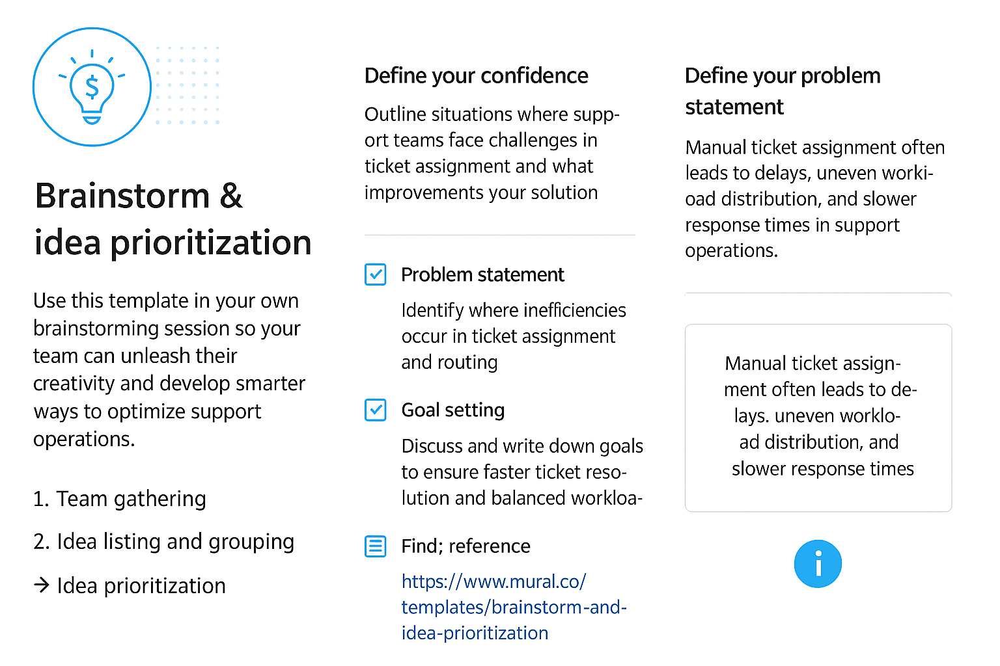 $
Brainstorm &
idea prioritization
Use this template in your own
brainstorming session so your
team can unleash their
creativity and develop smarter
ways to optimize support
operations.
1. Team gathering
2. Idea listing and grouping
→ Idea prioritization
Define your confidence
Outline situations where supp-
ort teams face challenges in
ticket assignment and what
improvements your solution
Problem statement
Identify where inefficiencies
occur in ticket assignment
and routing
Goal setting
Discuss and write down goals
to ensure faster ticket reso-
lution and balanced workloa-
Find; reference
https://www.mural.co/
templates/brainstorm-and-
idea-prioritization
Define your problem
statement
Manual ticket assignment often
leads to delays, uneven worki-
oad distribution, and slower
response times in support
operations.
Manual ticket assign-
ment often leads to de-
lays. uneven worklo-
ad distribution, and
slower response times
i